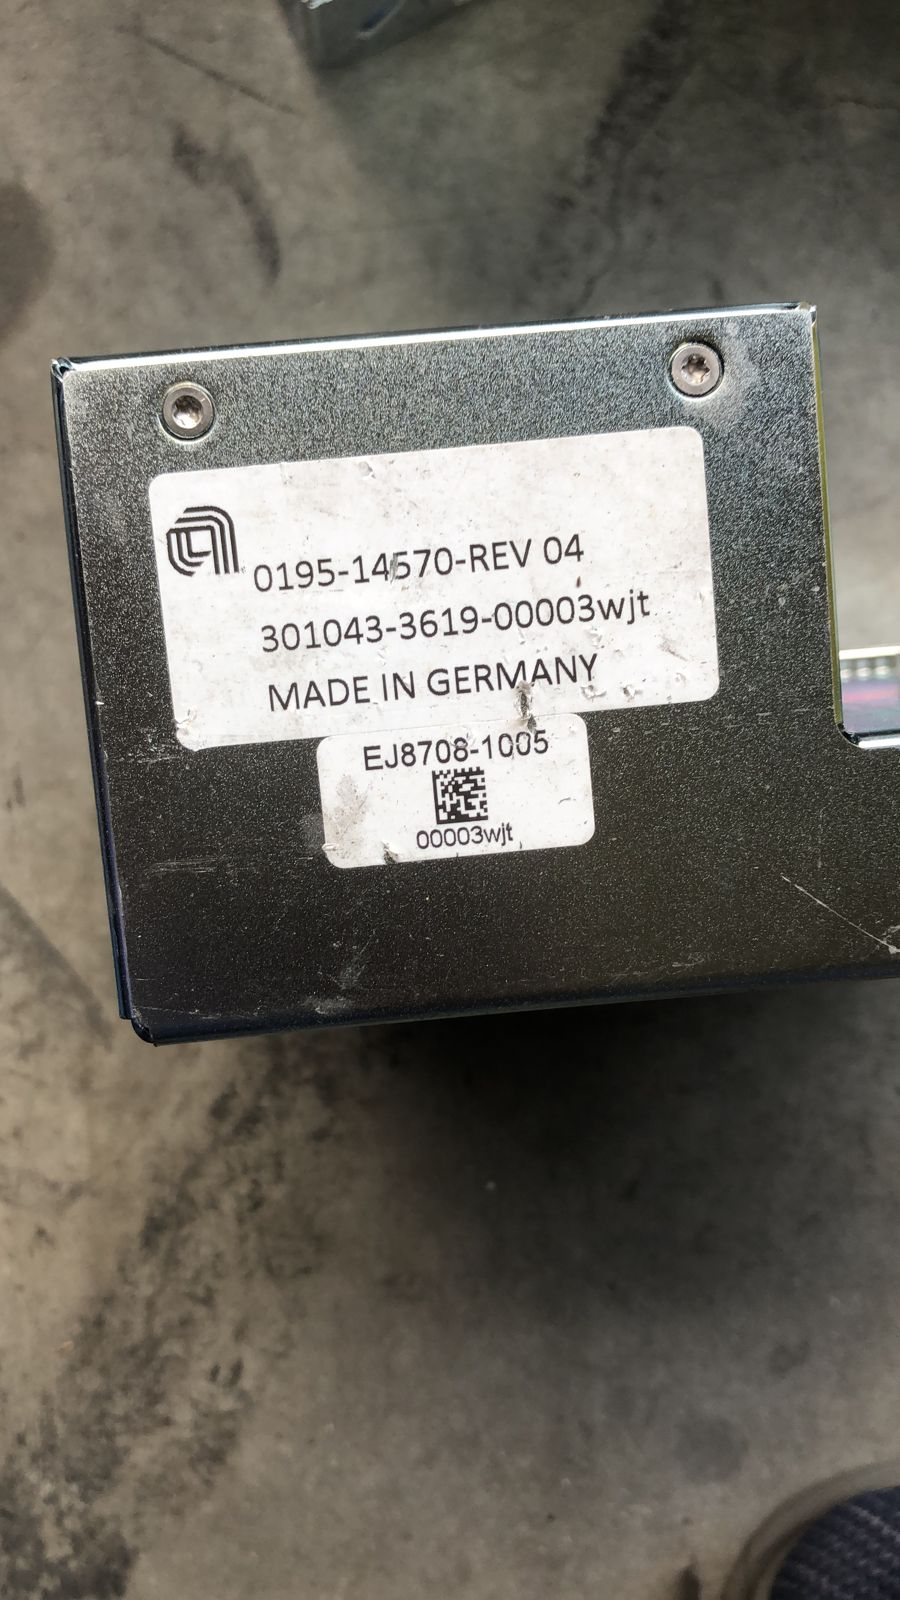 0195-14570-REV 04
301043-3619-00003wjt
MADE IN GERMANY
EJ8708-1005
00003wjt